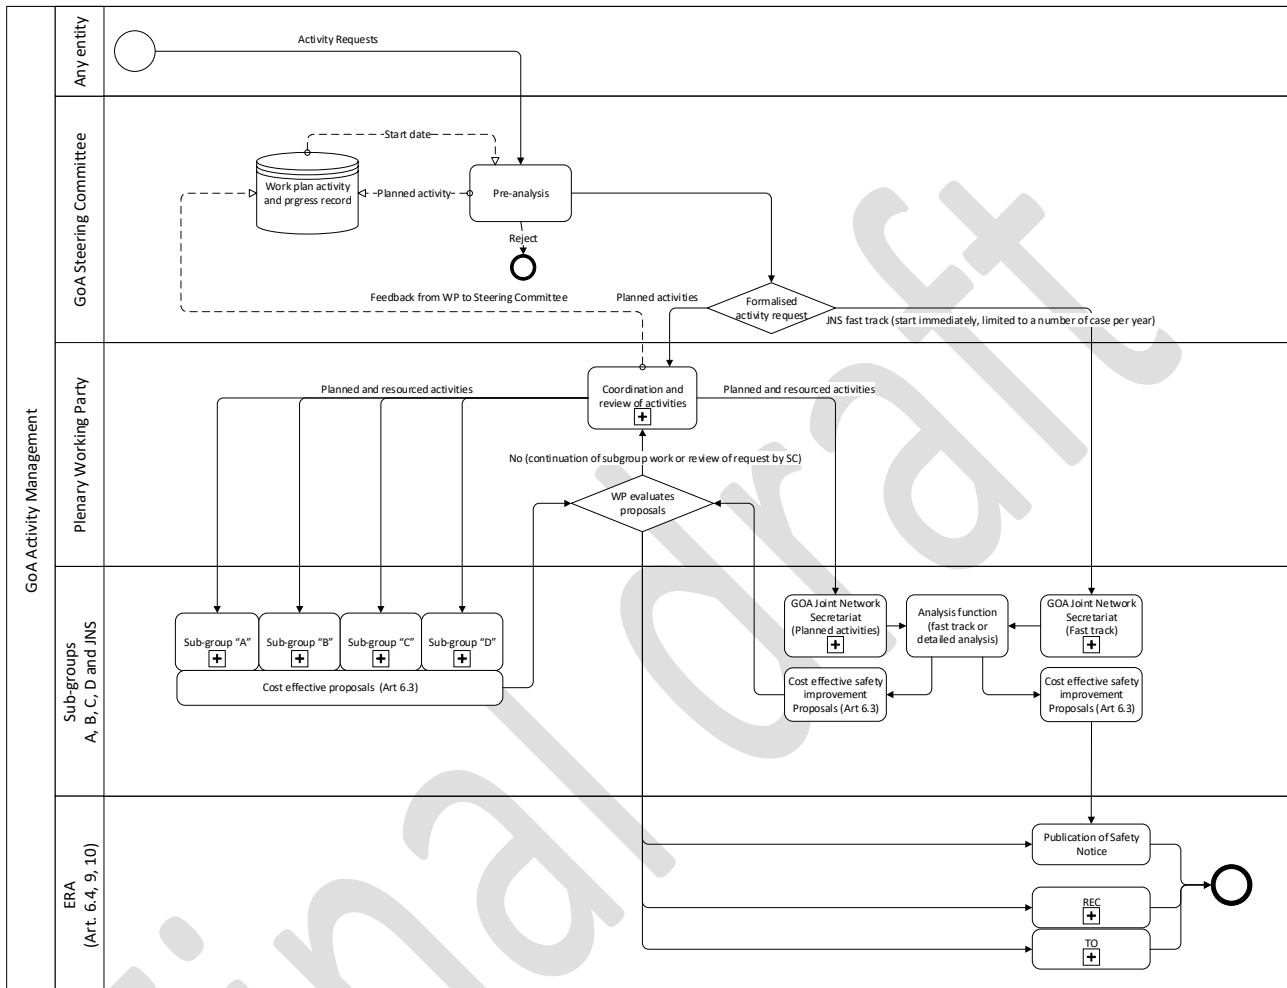 GoA Activity Management
Any entity
Activity Requests
GoA Steering Committee
Start date
Work plan activity
and prgress record
Planned activity
Pre-analysis
Reject
Feedback from WP to Steering Committee
Planned activities
Formalised
activity request
JNS fast track (start immediately, limited to a number of case per year)
Plenary Working Party
Planned and resourced activities
Coordination and
review of activities
Planned and resourced activities
No (continuation of subgroup work or review of request by SC)
WP evaluates
proposals
Sub-groups
A, B, C, D and JNS
Sub-group “A”
Sub-group “B”
Sub-group “C”
Sub-group “D”
Cost effective proposals (Art 6.3)
GOA Joint Network
Secretariat
(Planned activities)
Analysis function
(fast track or
detailed analysis)
GOA Joint Network
Secretariat
(Fast track)
Cost effective safety
improvement
Proposals (Art 6.3)
Cost effective safety
improvement
Proposals (Art 6.3)
ERA
(Art. 6.4, 9, 10)
Publication of Safety
Notice
REC
TO
final draft